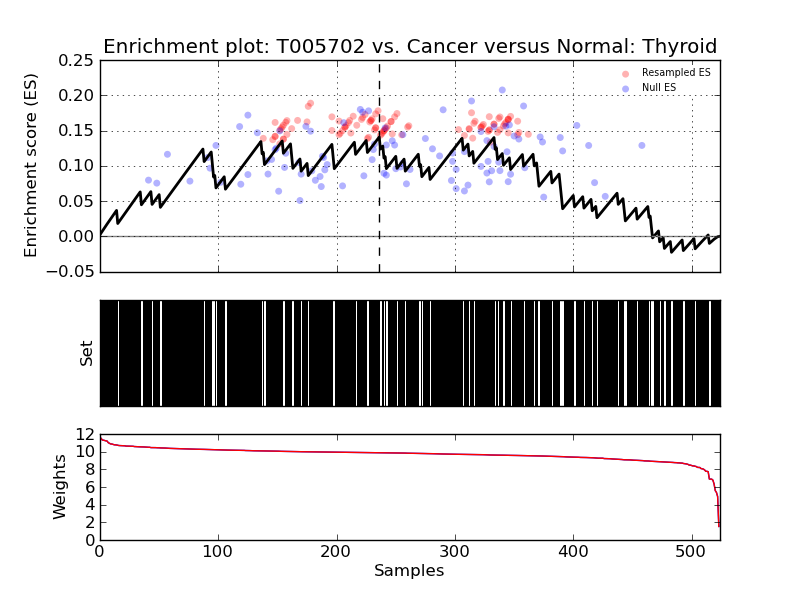 Enrichment plot: T005702 vs. Cancer versus Normal: Thyroid
Enrichment score (ES)
0.25
0.20
0.15
0.10
0.05
0.00
−0.05
Resampled ES
Null ES
Set
Weights
12
10
8
6
4
2
0
0 100 200 300 400 500
Samples